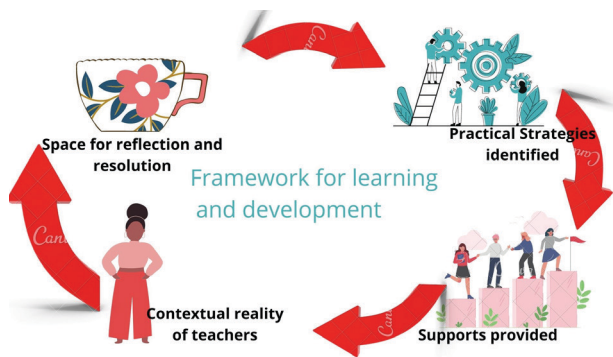 Space for reflection and
resolution
Practical Strategies
identified
Framework for learning
and development
Contextual reality
of teachers
Supports provided